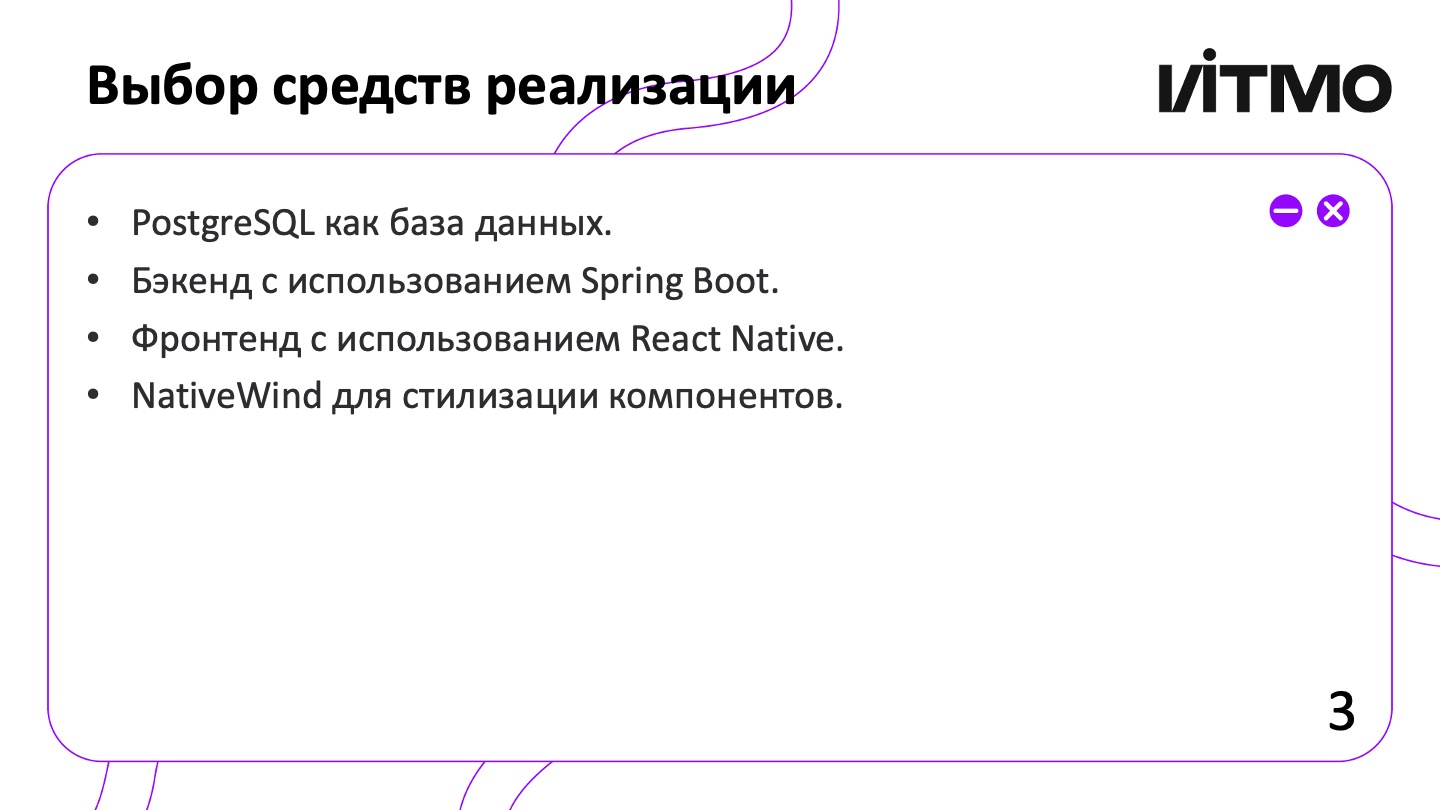 Выбор средств реализации
ИTMO
• PostgreSQL как база данных.
• Бэкенд с использованием Spring Boot.
• Фронтенд с использованием React Native.
• NativeWind для стилизации компонентов.
3